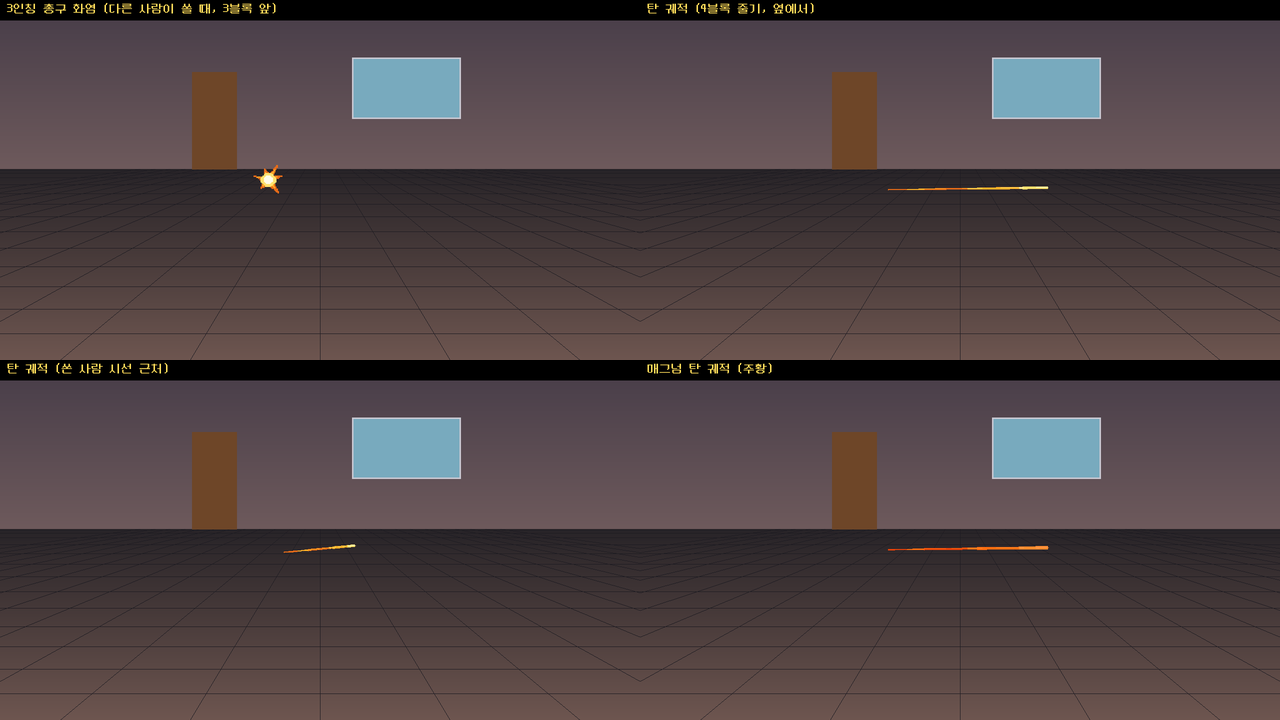 3인칭 총구 화염 (다른 사람이 쏠 때, 3블록 앞)
탄 궤적 (4블록 줄기, 옆에서)
탄 궤적 (쏜 사람 시선 근처)
매그넘 탄 궤적 (주황)